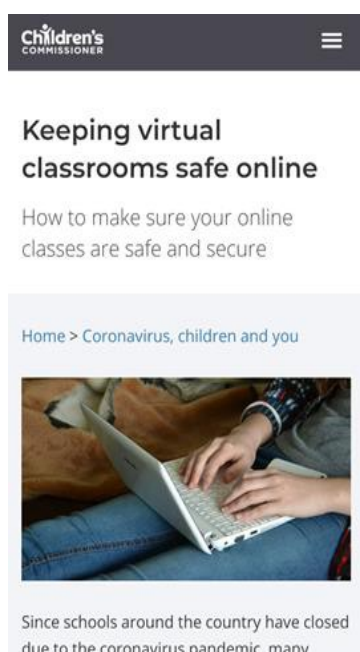 Children's
COMMISSIONER
Keeping virtual
classrooms safe online
How to make sure your online
classes are safe and secure
Home > Coronavirus, children and you
Since schools around the country have closed
due to the coronavirus pandemic, many